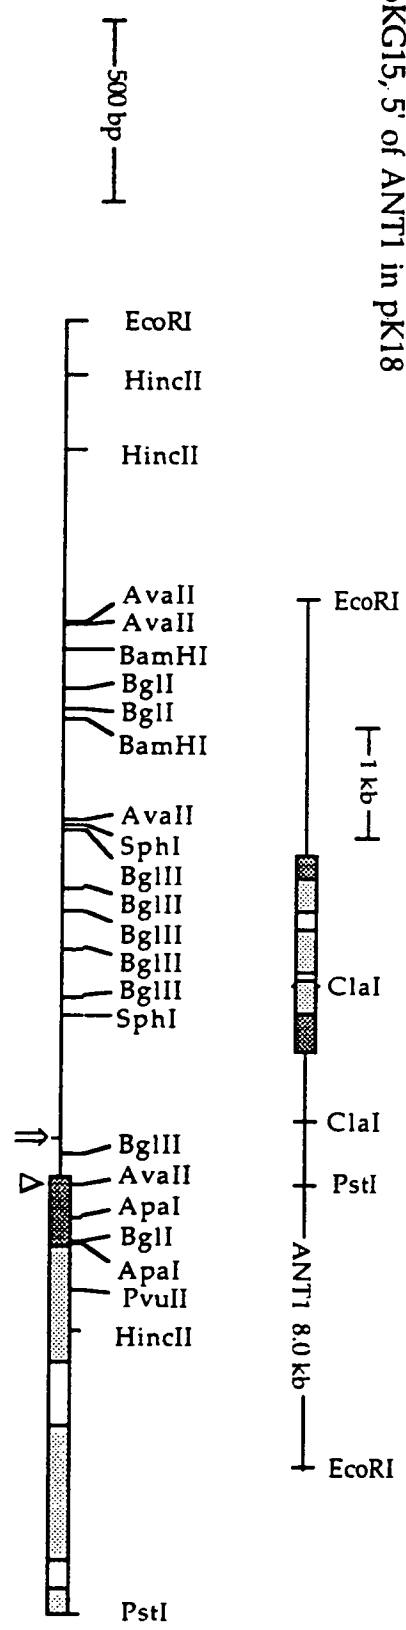 KG15, 5' of ANT1 in pK18
500 bp
EcoRI
HincII
HincII
AvaII
AvaII
BamHI
BglI
BglI
BamHI
AvaII
SphI
BglII
BglII
BglII
BglII
BglII
SphI
BglII
AvaII
ApaI
BglI
ApaI
PvuII
HincII
PstI
EcoRI
1 kb
ClaI
ClaI
PstI
ANT1 8.0 kb
EcoRI